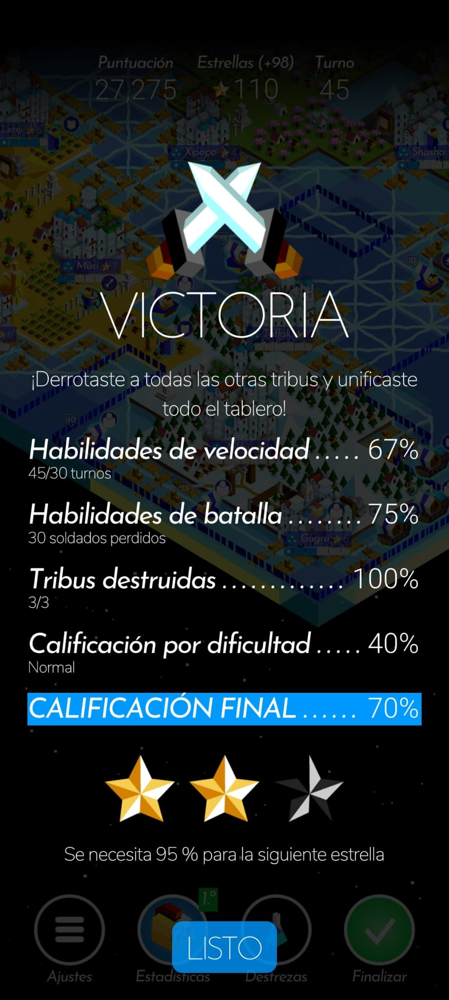 Puntuación Estrellas (+98) Turno
27,275 110 45
Limji 6
Xipopo 4
Shasha
Musi 7
VICTORIA
¡Derrotaste a todas las otras tribus y unificaste
todo el tablero!
Habilidades de velocidad ..... 67%
45/30 turnos
Habilidades de batalla ........ 75%
30 soldados perdidos
Gugru 6
Tribus destruidas ............. 100%
3/3
Calificación por dificultad ..... 40%
Normal
CALIFICACIÓN FINAL ...... 70%
Se necesita 95 % para la siguiente estrella
1.º
LISTO
Ajustes Estadísticas Destrezas Finalizar